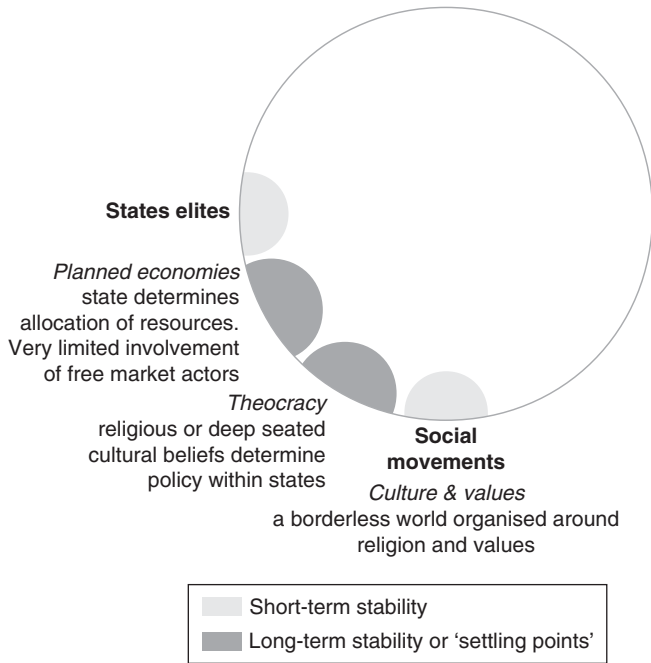 States elites
Planned economies
state determines
allocation of resources.
Very limited involvement
of free market actors
Theocracy
religious or deep seated
cultural beliefs determine
policy within states
Social
movements
Culture & values
a borderless world organised around
religion and values
Short-term stability
Long-term stability or ‘settling points’